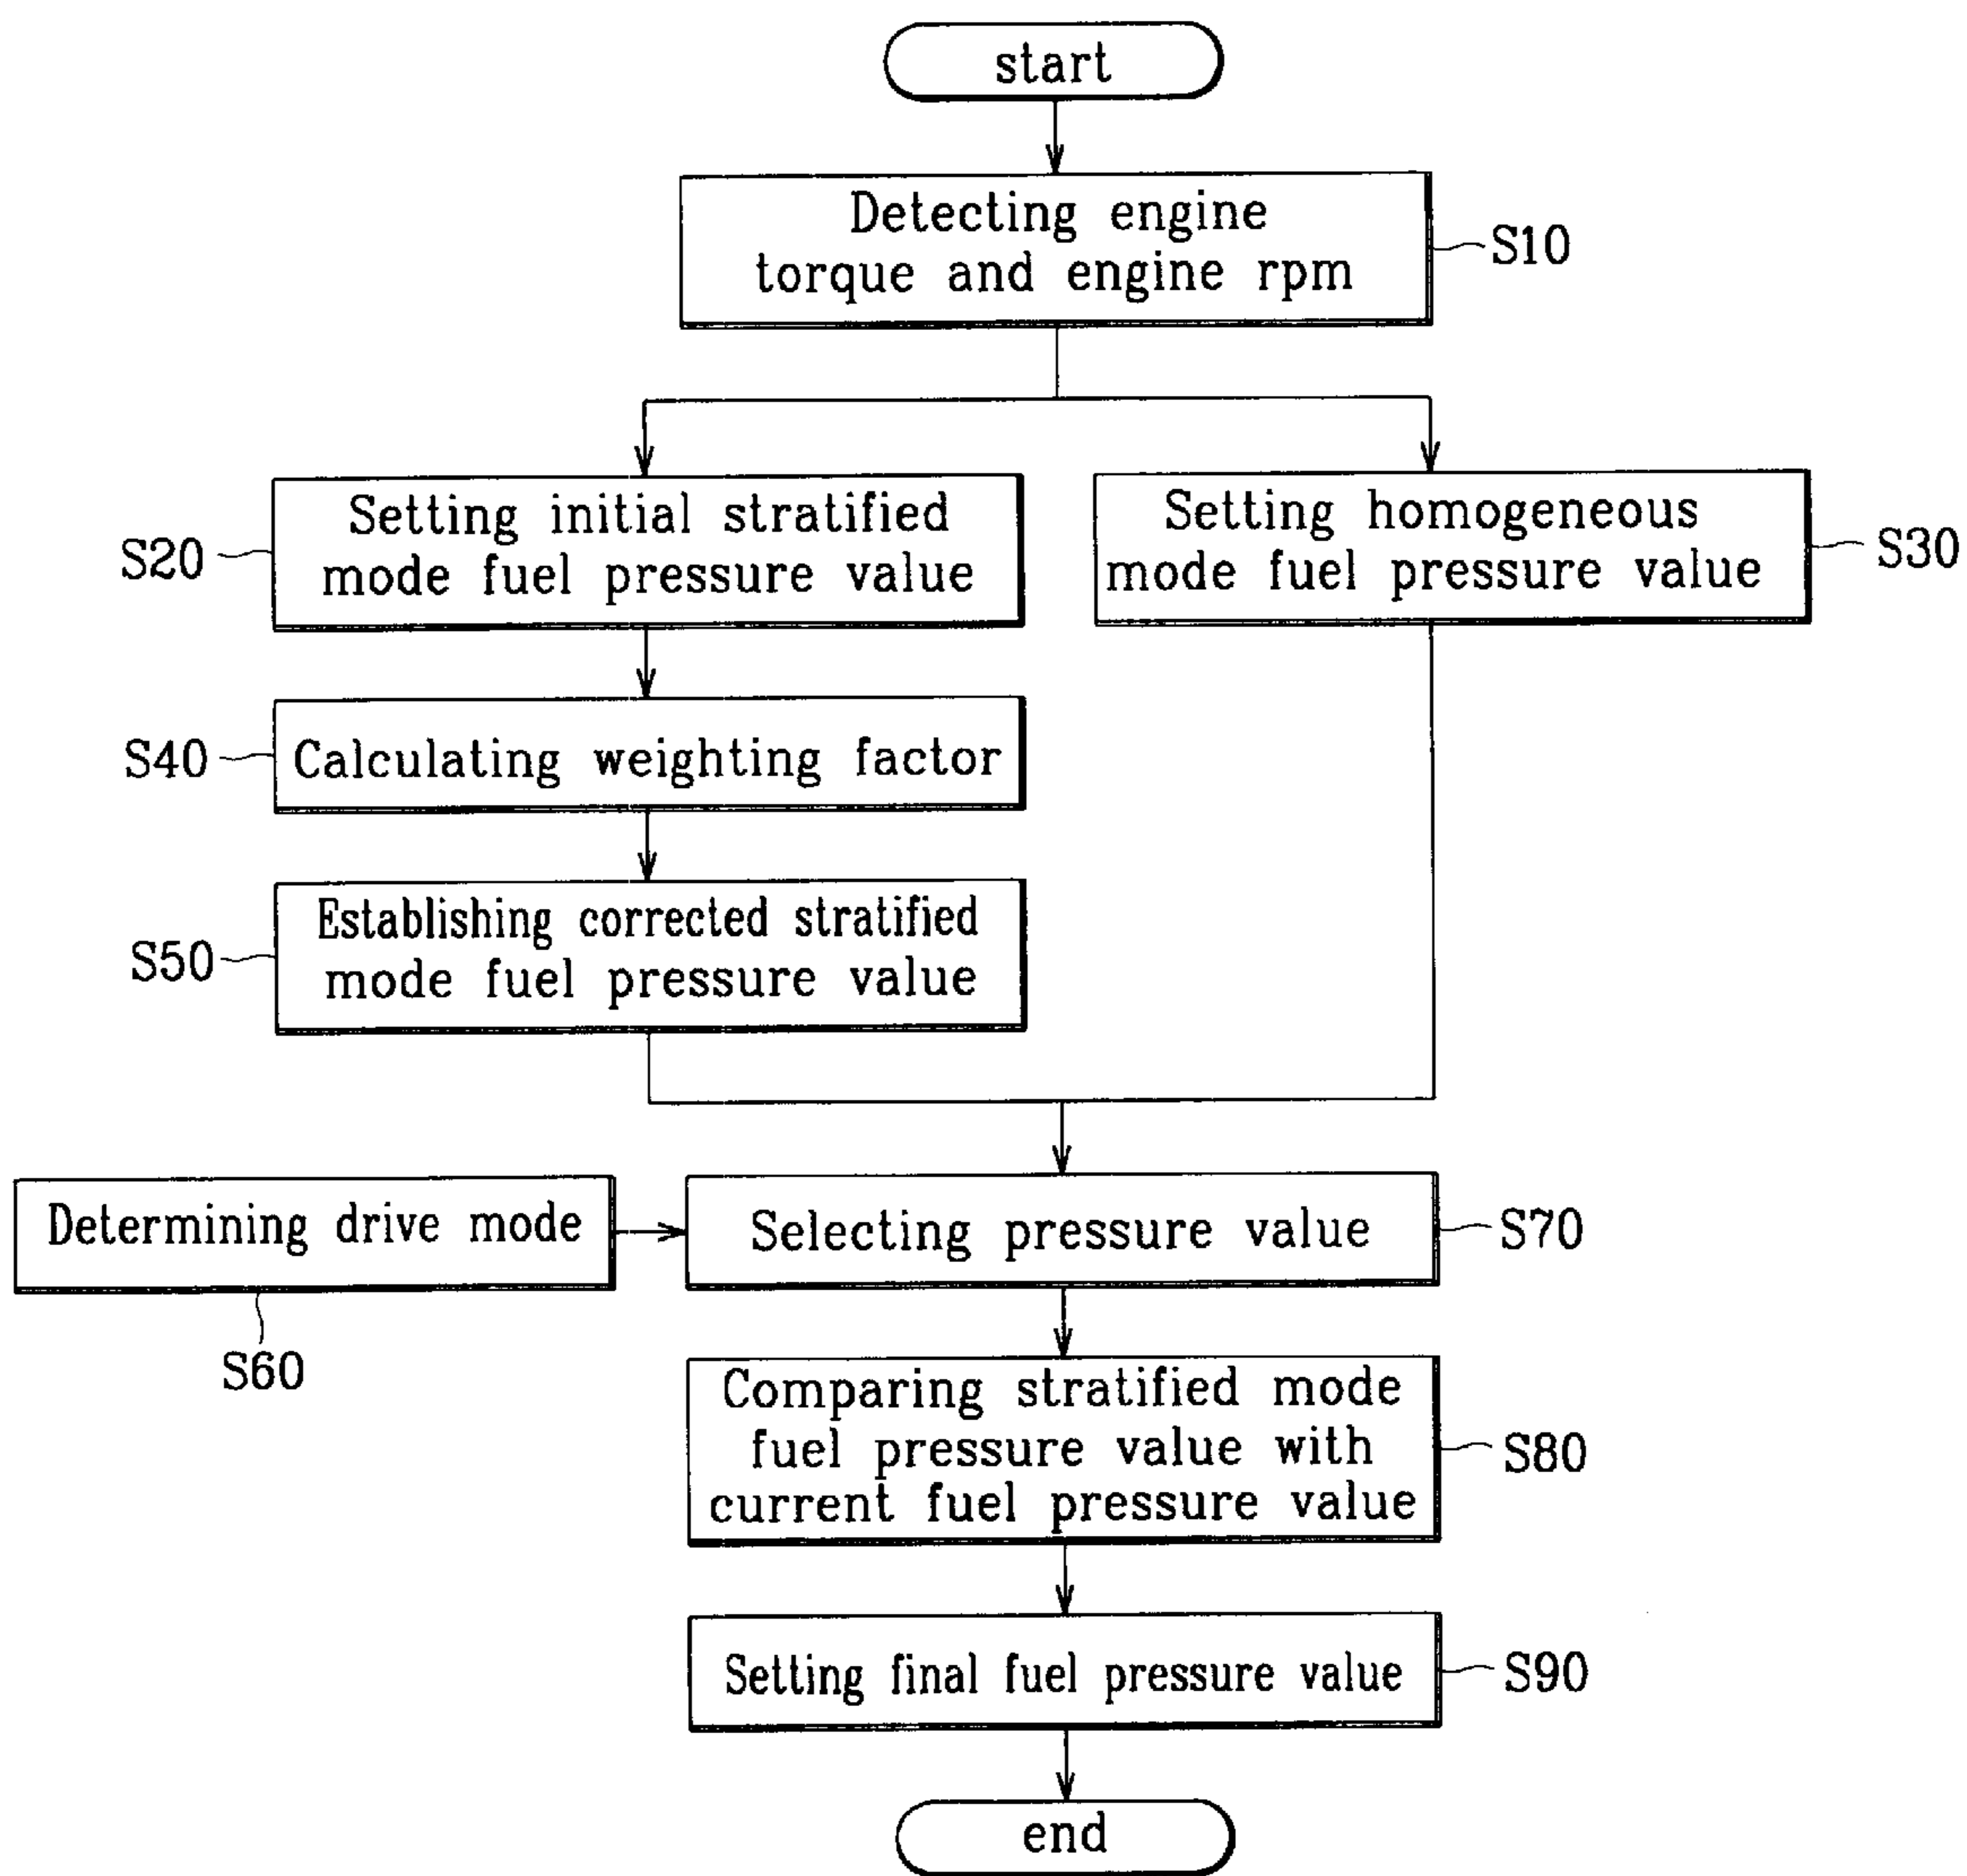 start
Detecting engine
torque and engine rpm
S10
Setting initial stratified
mode fuel pressure value
S20
Setting homogeneous
mode fuel pressure value
S30
S40
Calculating weighting factor
S50
Establishing corrected stratified
mode fuel pressure value
Determining drive mode
S60
Selecting pressure value
S70
Comparing stratified mode
fuel pressure value with
current fuel pressure value
S80
Setting final fuel pressure value
S90
end